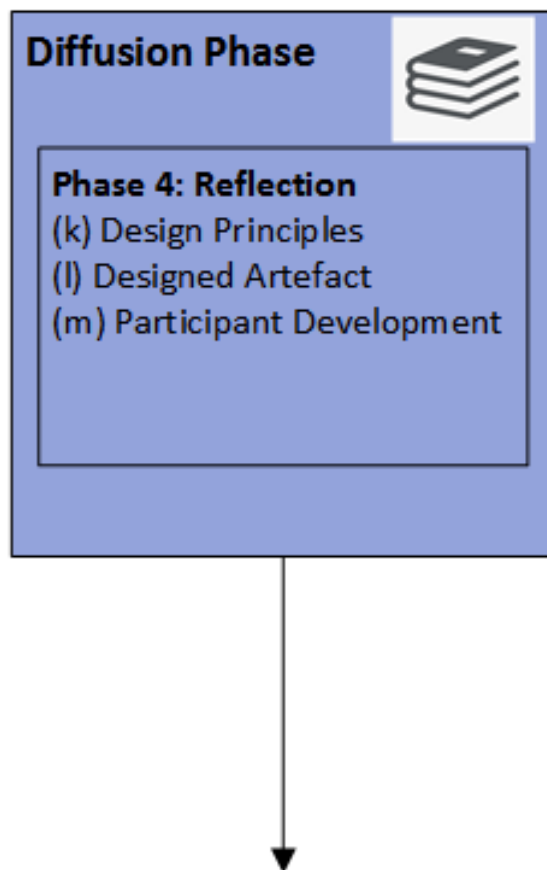 Diffusion Phase
Phase 4: Reflection
(k) Design Principles
(l) Designed Artefact
(m) Participant Development